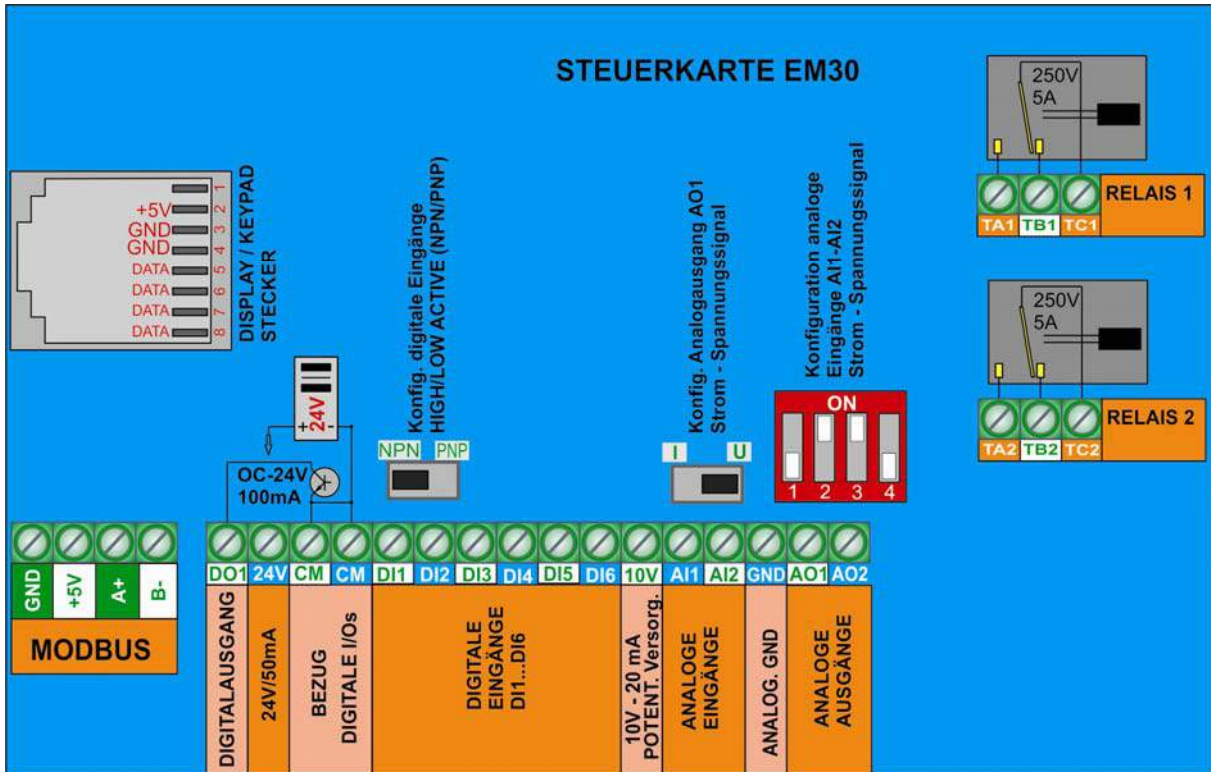 STEUERKARTE EM30
250V
5A
TA1 TB1 TC1
RELAIS 1
250V
5A
TA2 TB2 TC2
RELAIS 2
1
+5V 2
GND 3
GND 4
DATA 5
DATA 6
DATA 7
DATA 8
DISPLAY / KEYPAD
STECKER
+ 24V -
OC-24V
100mA
Konfig. digitale Eingänge
HIGH/LOW ACTIVE (NPN/PNP)
NPN PNP
Konfig. Analogausgang AO1
Strom - Spannungssignal
I U
Konfiguration analoge
Eingänge AI1-AI2
Strom - Spannungssignal
ON
1 2 3 4
GND +5V A+ B-
MODBUS
DO1 24V CM CM DI1 DI2 DI3 DI4 DI5 DI6 10V AI1 AI2 GND AO1 AO2
DIGITALAUSGANG
24V/50mA
BEZUG
DIGITALE I/Os
DIGITALE
EINGÄNGE
DI1...DI6
10V - 20 mA
POTENT. Versorg.
ANALOGE
EINGÄNGE
ANALOG. GND
ANALOGE
AUSGÄNGE